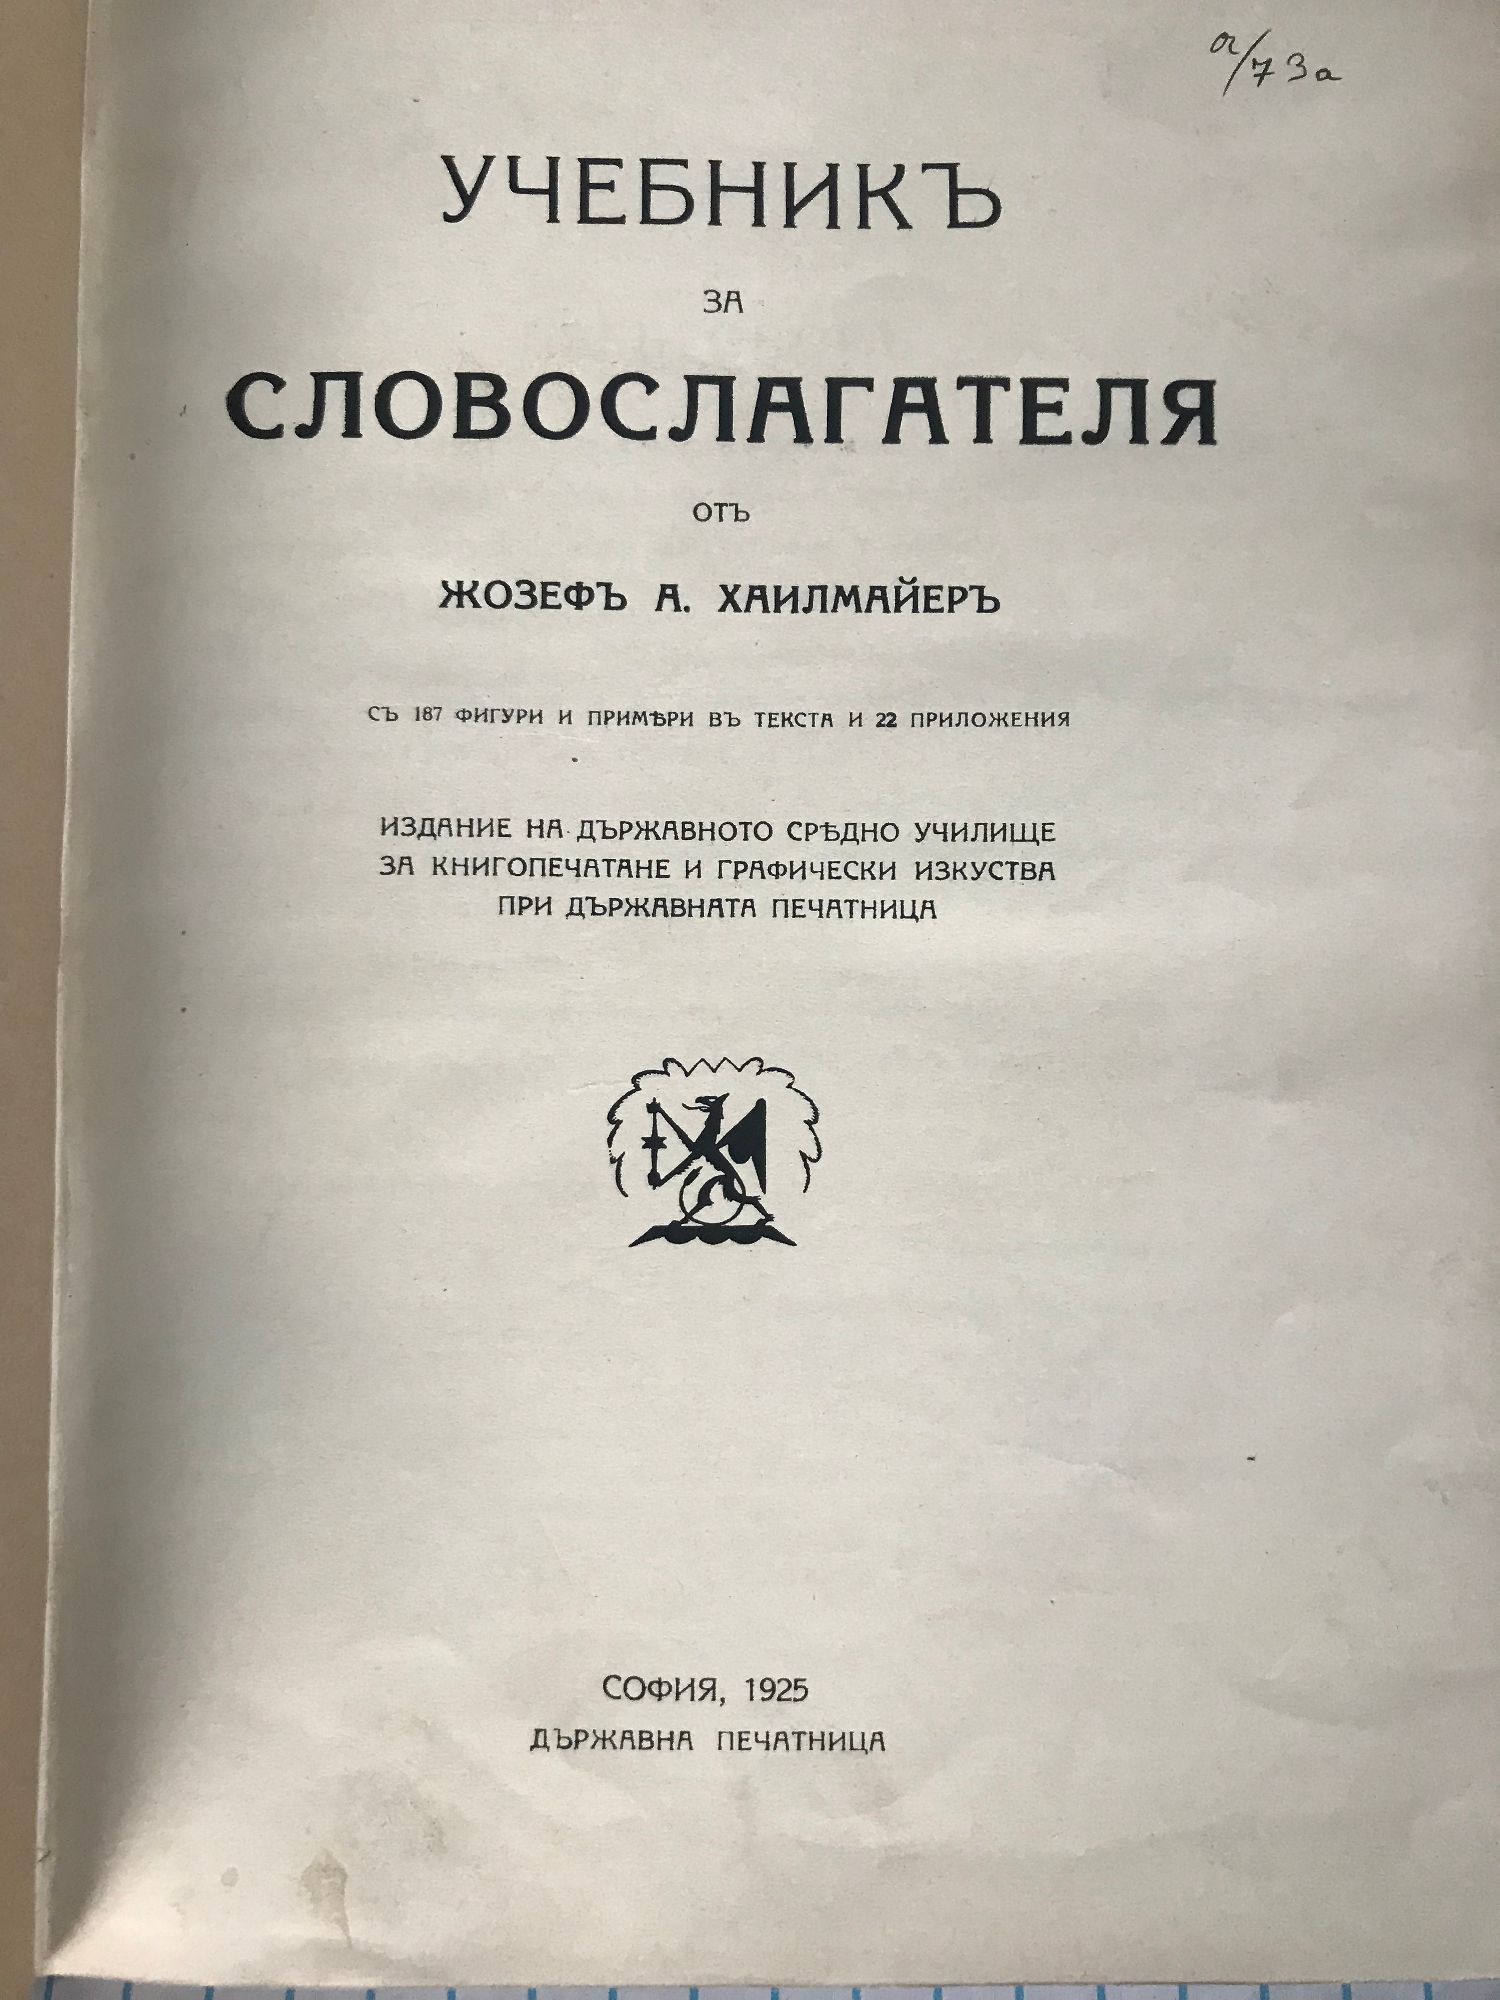 а/73а
УЧЕБНИКЪ
ЗА
СЛОВОСЛАГАТЕЛЯ
ОТЪ
ЖОЗЕФЪ А. ХАИЛМАЙЕРЪ
СЪ 187 ФИГУРИ И ПРИМѢРИ ВЪ ТЕКСТА И 22 ПРИЛОЖЕНИЯ
ИЗДАНИЕ НА ДЪРЖАВНОТО СРѢДНО УЧИЛИЩЕ
ЗА КНИГОПЕЧАТАНЕ И ГРАФИЧЕСКИ ИЗКУСТВА
ПРИ ДЪРЖАВНАТА ПЕЧАТНИЦА
СОФИЯ, 1925
ДЪРЖАВНА ПЕЧАТНИЦА